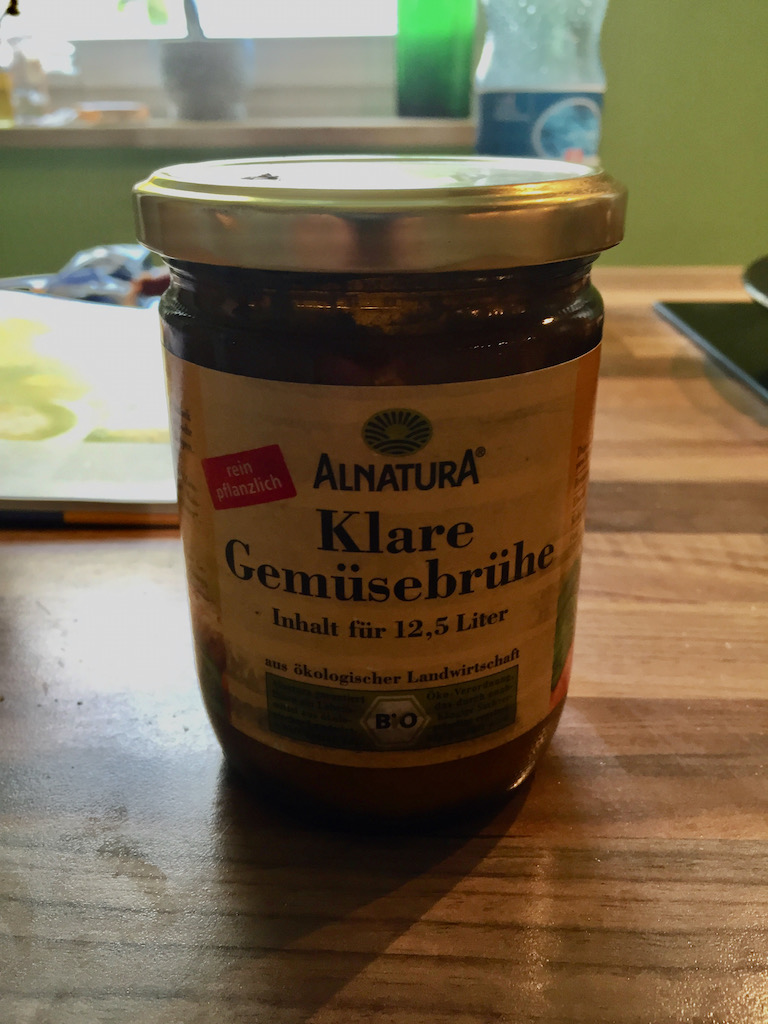 ALNATURA®
rein
pflanzlich
Klare
Gemüsebrühe
Inhalt für 12,5 Liter
aus ökologischer Landwirtschaft
BIO